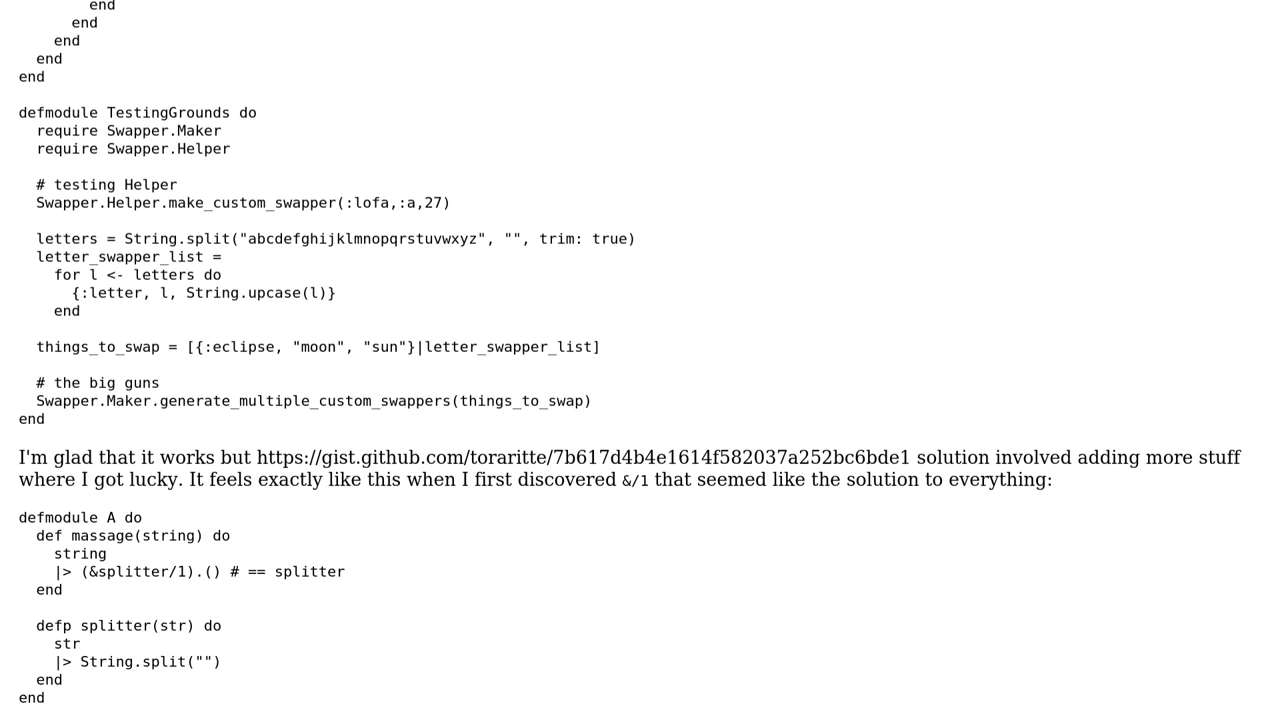 end
      end
    end
  end
end

defmodule TestingGrounds do
  require Swapper.Maker
  require Swapper.Helper

  # testing Helper
  Swapper.Helper.make_custom_swapper(:lofa,:a,27)

  letters = String.split("abcdefghijklmnopqrstuvwxyz", "", trim: true)
  letter_swapper_list =
    for l <- letters do
      {:letter, l, String.upcase(l)}
    end

  things_to_swap = [{:eclipse, "moon", "sun"}|letter_swapper_list]

  # the big guns
  Swapper.Maker.generate_multiple_custom_swappers(things_to_swap)
end

I'm glad that it works but https://gist.github.com/toraritte/7b617d4b4e1614f582037a252bc6bde1 solution involved adding more stuff
where I got lucky. It feels exactly like this when I first discovered &/1 that seemed like the solution to everything:

defmodule A do
  def massage(string) do
    string
    |> (&splitter/1).() # == splitter
  end

  defp splitter(str) do
    str
    |> String.split("")
  end
end